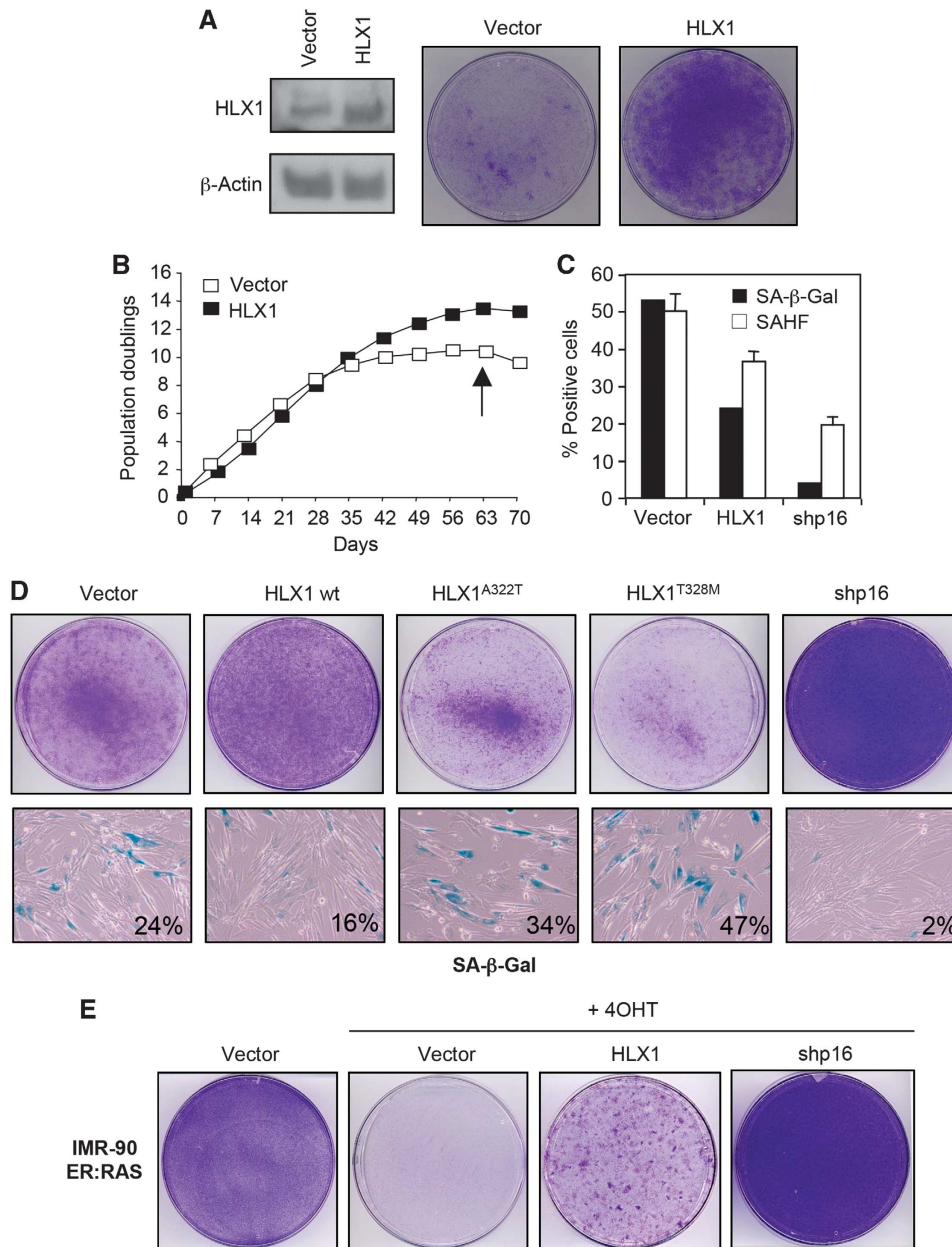 A
Vector
HLX1
Vector
HLX1
HLX1
β-Actin
B
Population doublings
16
14
12
10
8
6
4
2
0
Vector
HLX1
0 7 14 21 28 35 42 49 56 63 70
Days
C
% Positive cells
60
50
40
30
20
10
0
SA-β-Gal
SAHF
Vector HLX1 shp16
D
Vector HLX1 wt HLX1A322T HLX1T328M shp16
24% 16% 34% 47% 2%
SA-β-Gal
E
+ 4OHT
Vector Vector HLX1 shp16
IMR-90
ER:RAS